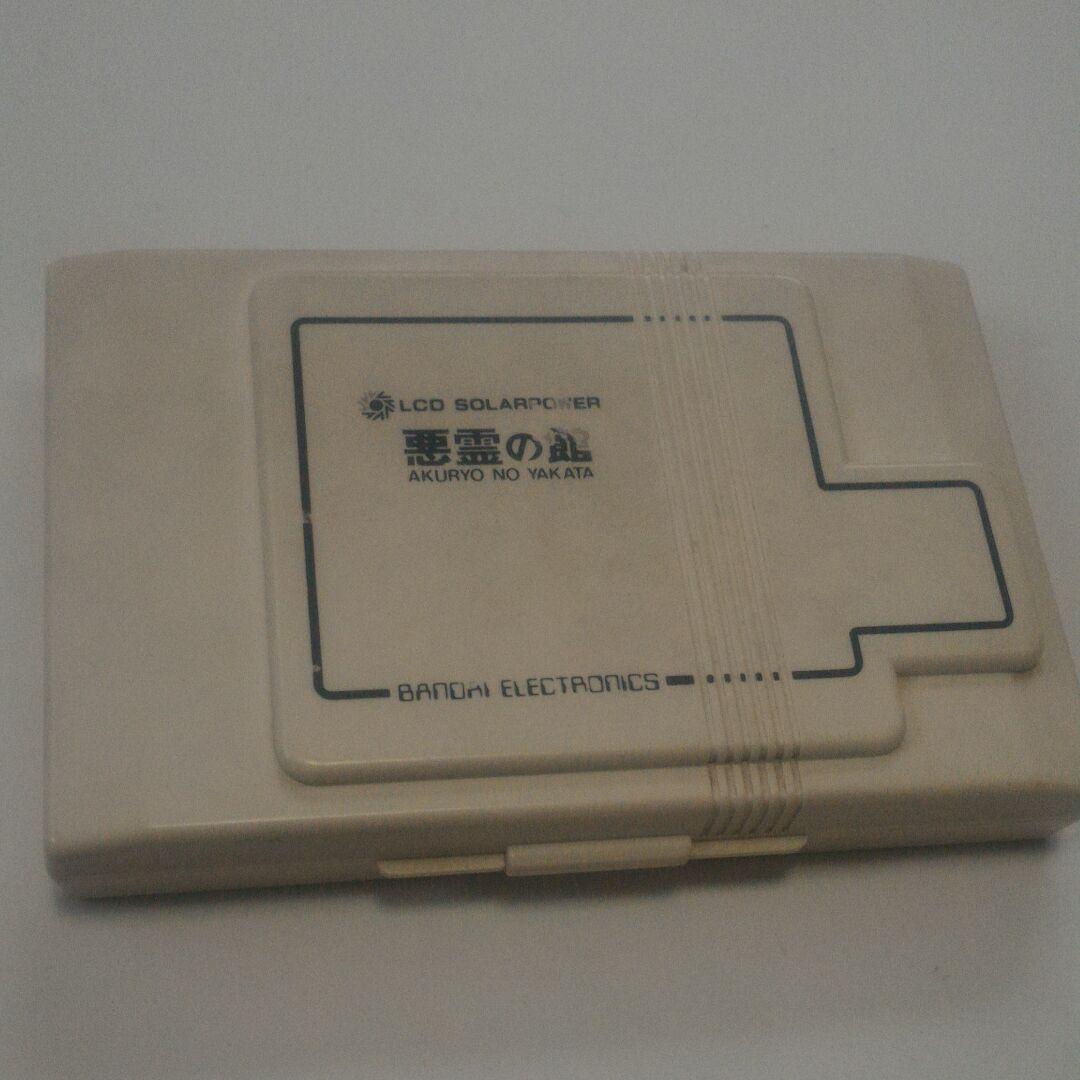 LCD SOLARPOWER
悪霊の館
AKURYO NO YAKATA
BANDAI ELECTRONICS